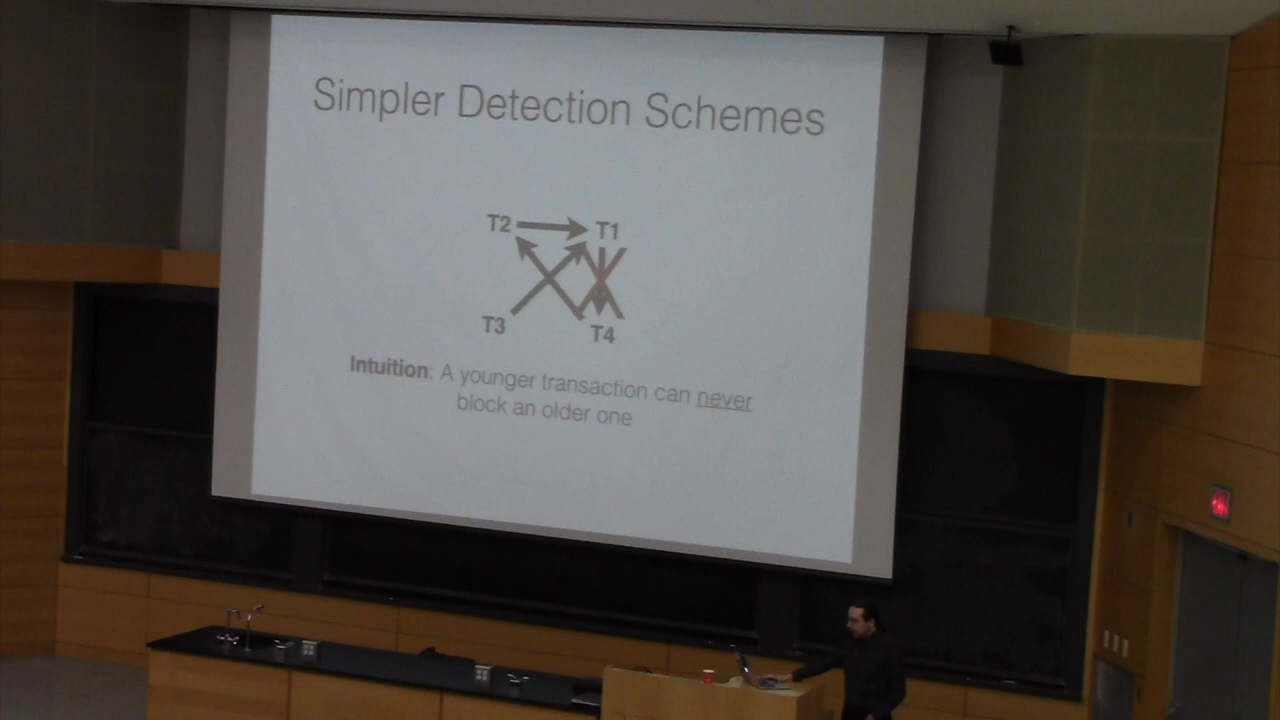 Simpler Detection Schemes
T2 T1
T3 T4
Intuition: A younger transaction can never
block an older one